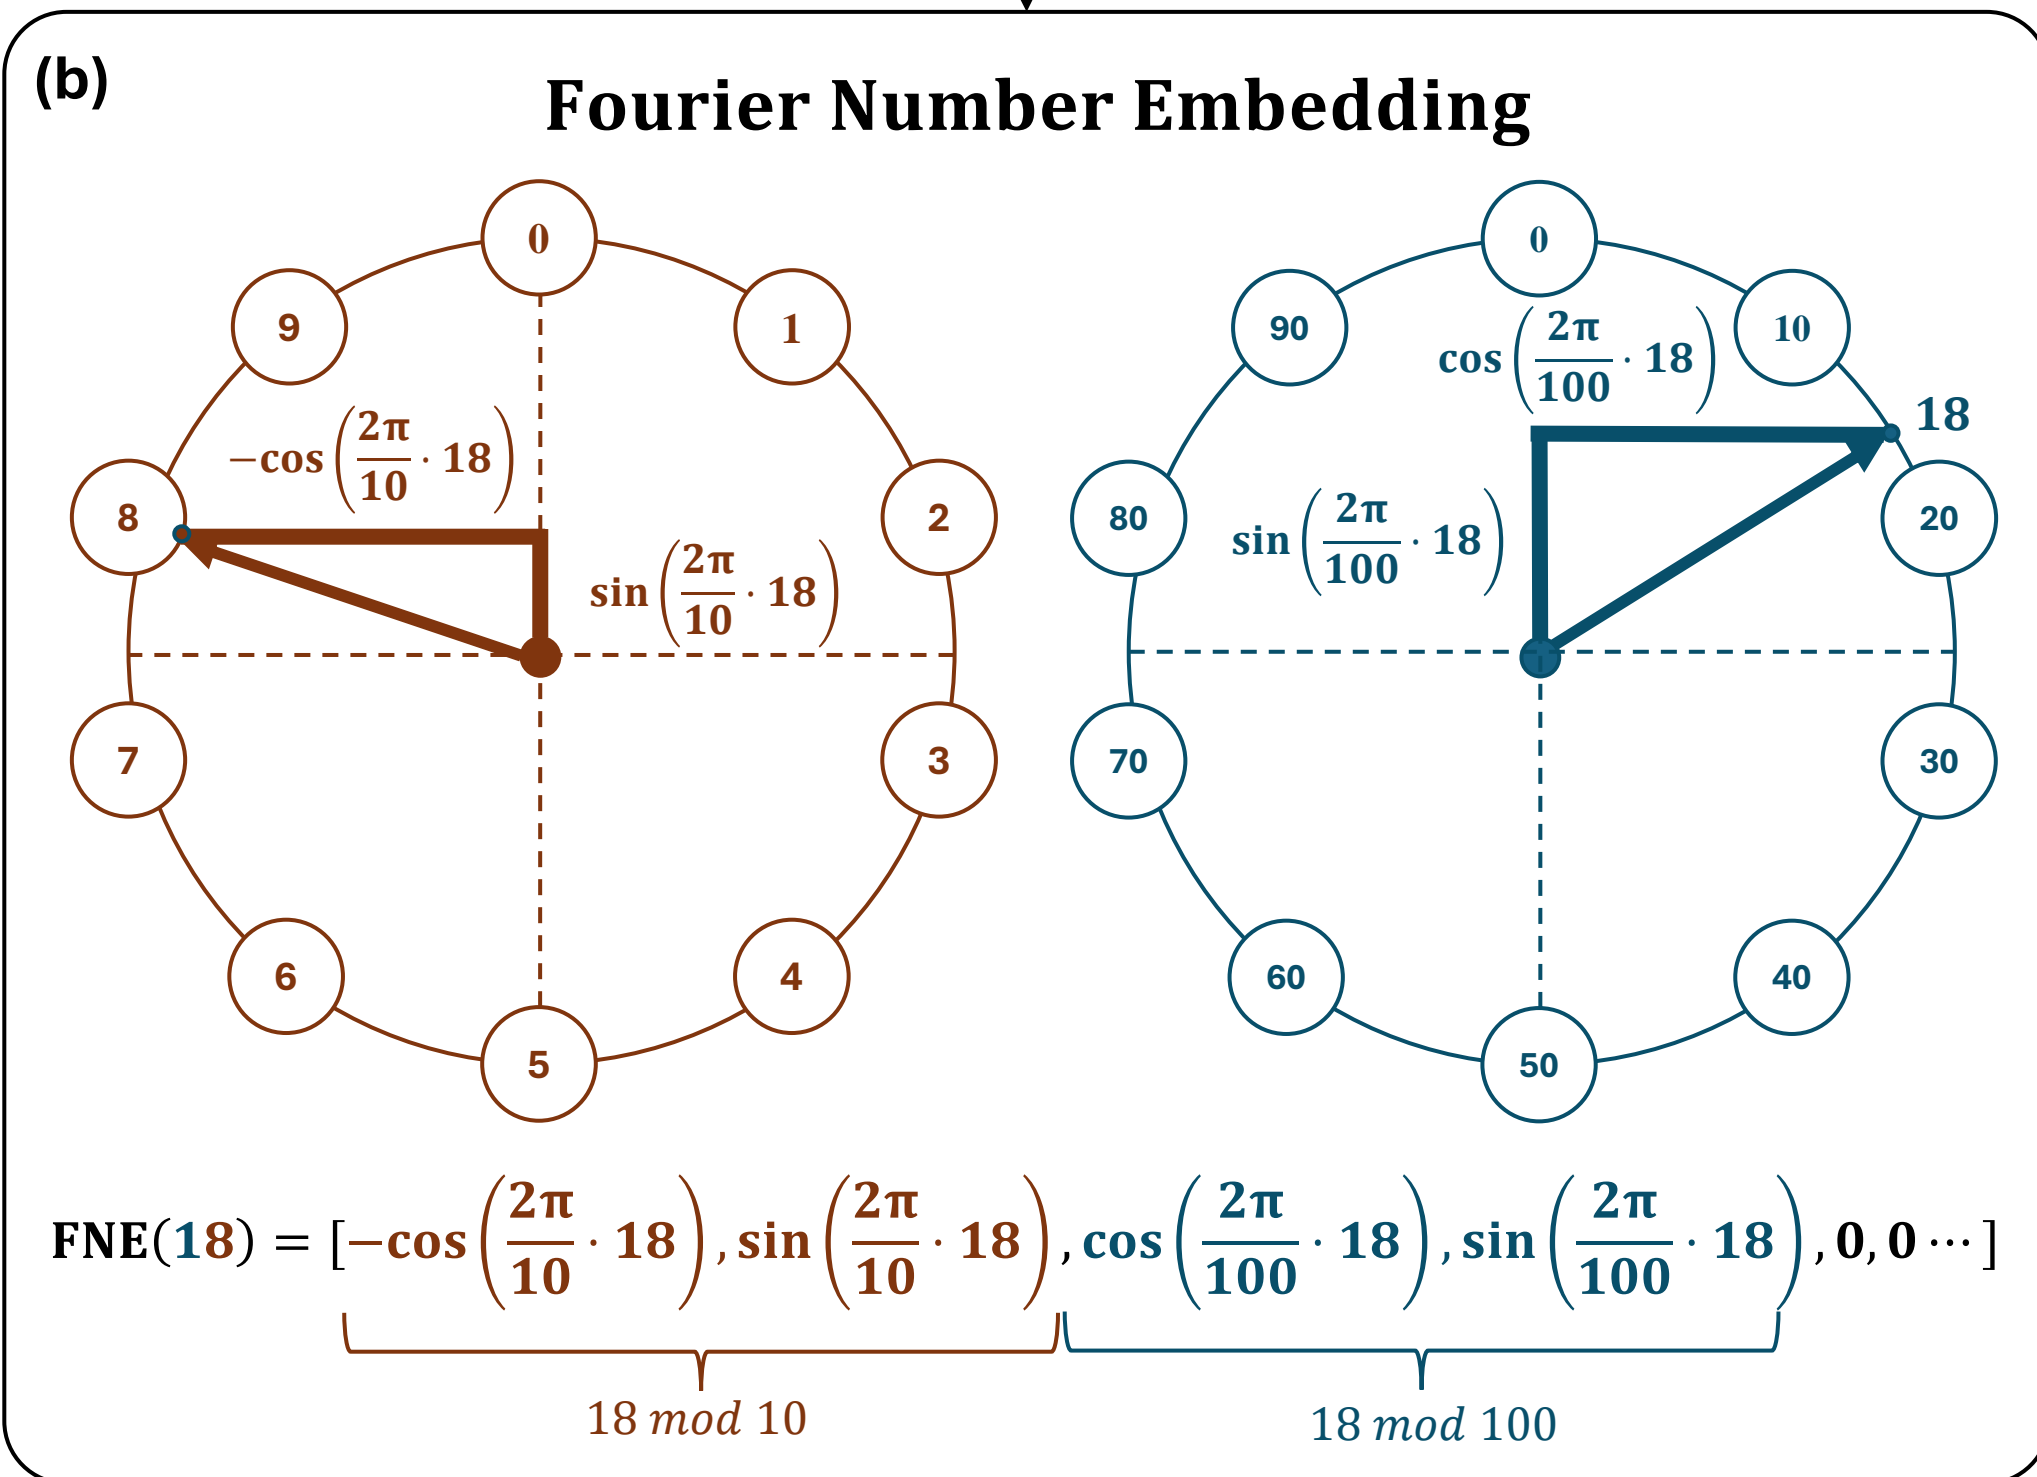 (b)
Fourier Number Embedding
0
9
1
8
2
7
3
6
4
5
−cos(2π/10 · 18)
sin(2π/10 · 18)
0
90
10
cos(2π/100 · 18)
18
80
sin(2π/100 · 18)
20
70
30
60
40
50
FNE(18) = [−cos(2π/10 · 18), sin(2π/10 · 18), cos(2π/100 · 18), sin(2π/100 · 18), 0, 0 ⋯]
18 mod 10
18 mod 100